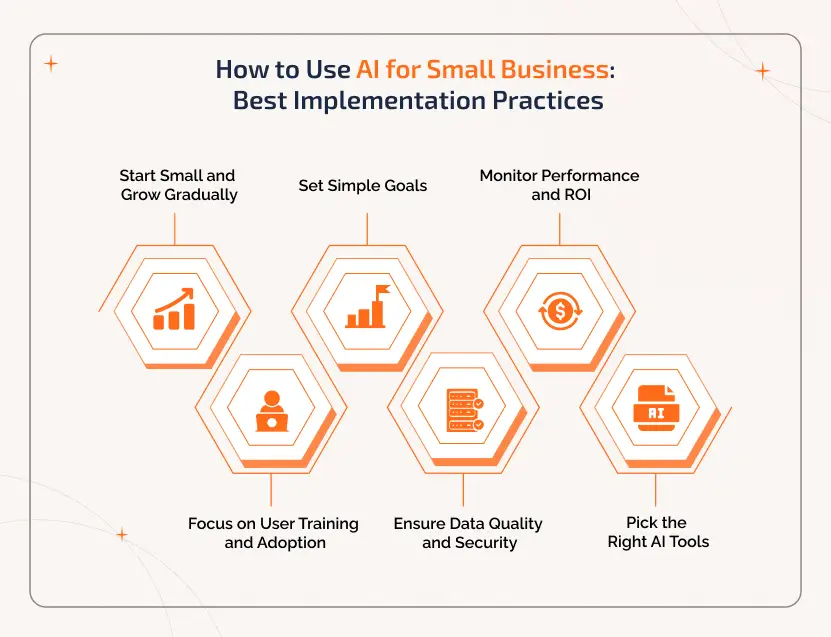 How to Use AI for Small Business:
Best Implementation Practices
Start Small and
Grow Gradually
Set Simple Goals
Monitor Performance
and ROI
$
AI
Focus on User Training
and Adoption
Ensure Data Quality
and Security
Pick the
Right AI Tools